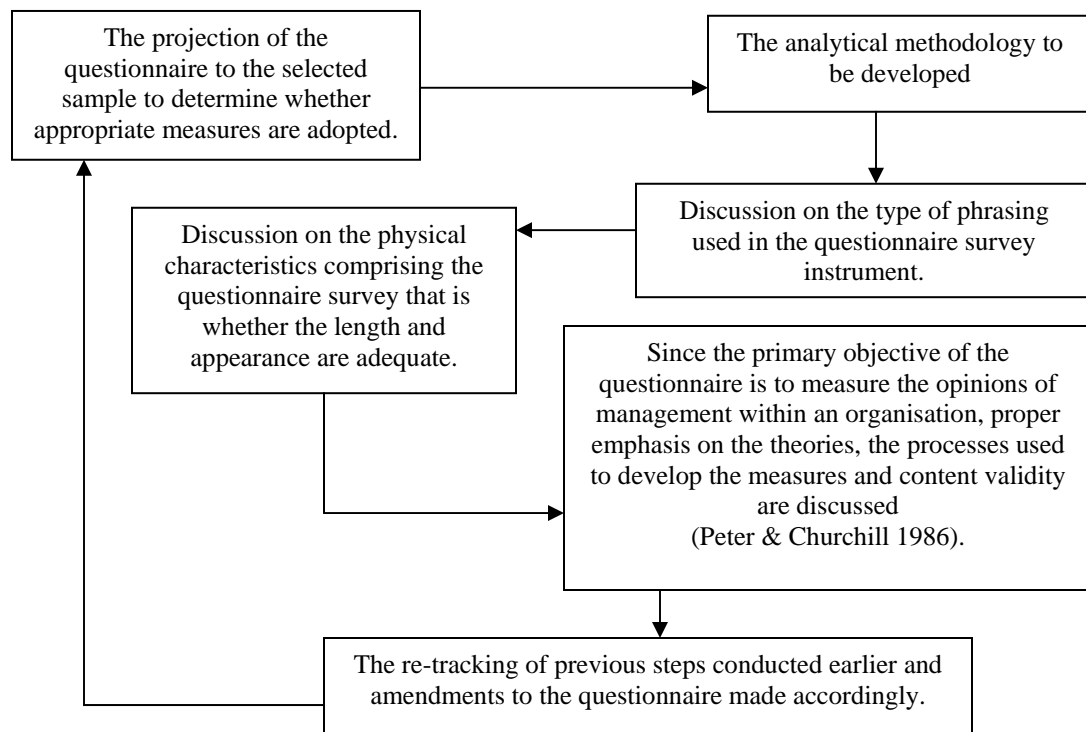 The projection of the
questionnaire to the selected
sample to determine whether
appropriate measures are adopted.
The analytical methodology to
be developed
Discussion on the type of phrasing
used in the questionnaire survey
instrument.
Discussion on the physical
characteristics comprising the
questionnaire survey that is
whether the length and
appearance are adequate.
Since the primary objective of the
questionnaire is to measure the opinions of
management within an organisation, proper
emphasis on the theories, the processes used
to develop the measures and content validity
are discussed
(Peter & Churchill 1986).
The re-tracking of previous steps conducted earlier and
amendments to the questionnaire made accordingly.